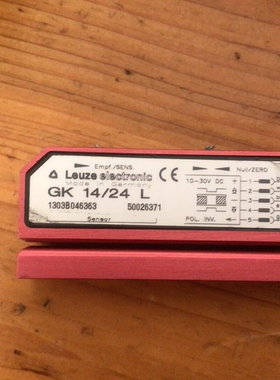 Empf./SENS. Null/ZERO
Leuze electronic CE
Made in Germany
GK 14/24 L
10-30V DC
1303B046363 50026371
POL. INV.
Sensor